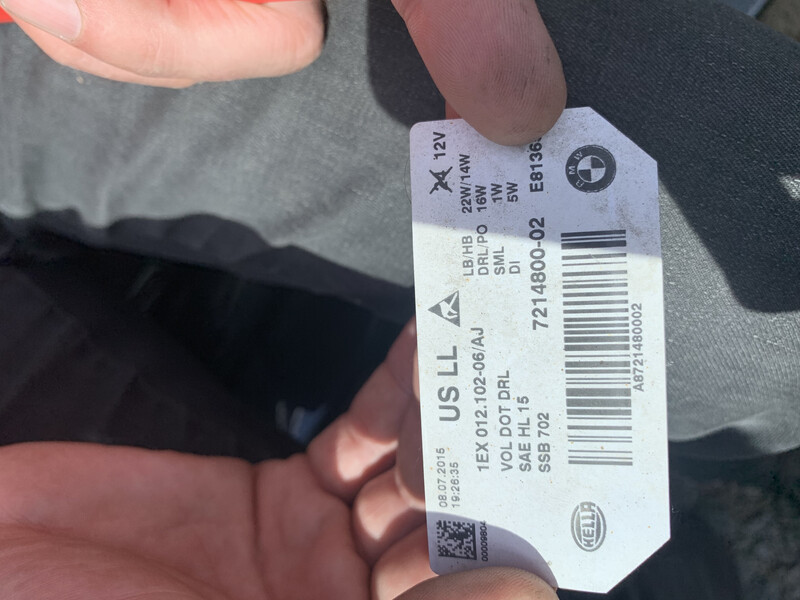 08.07.2015
19:26:35
US LL
12V
1EX 012.102-06/AJ
LB/HB 22W/14W
VOL DOT DRL
DRL/PO 16W
SAE HL 15
SML 1W
SSB 702
DI 5W
7214800-02
A8721480002
BMW
HELLA